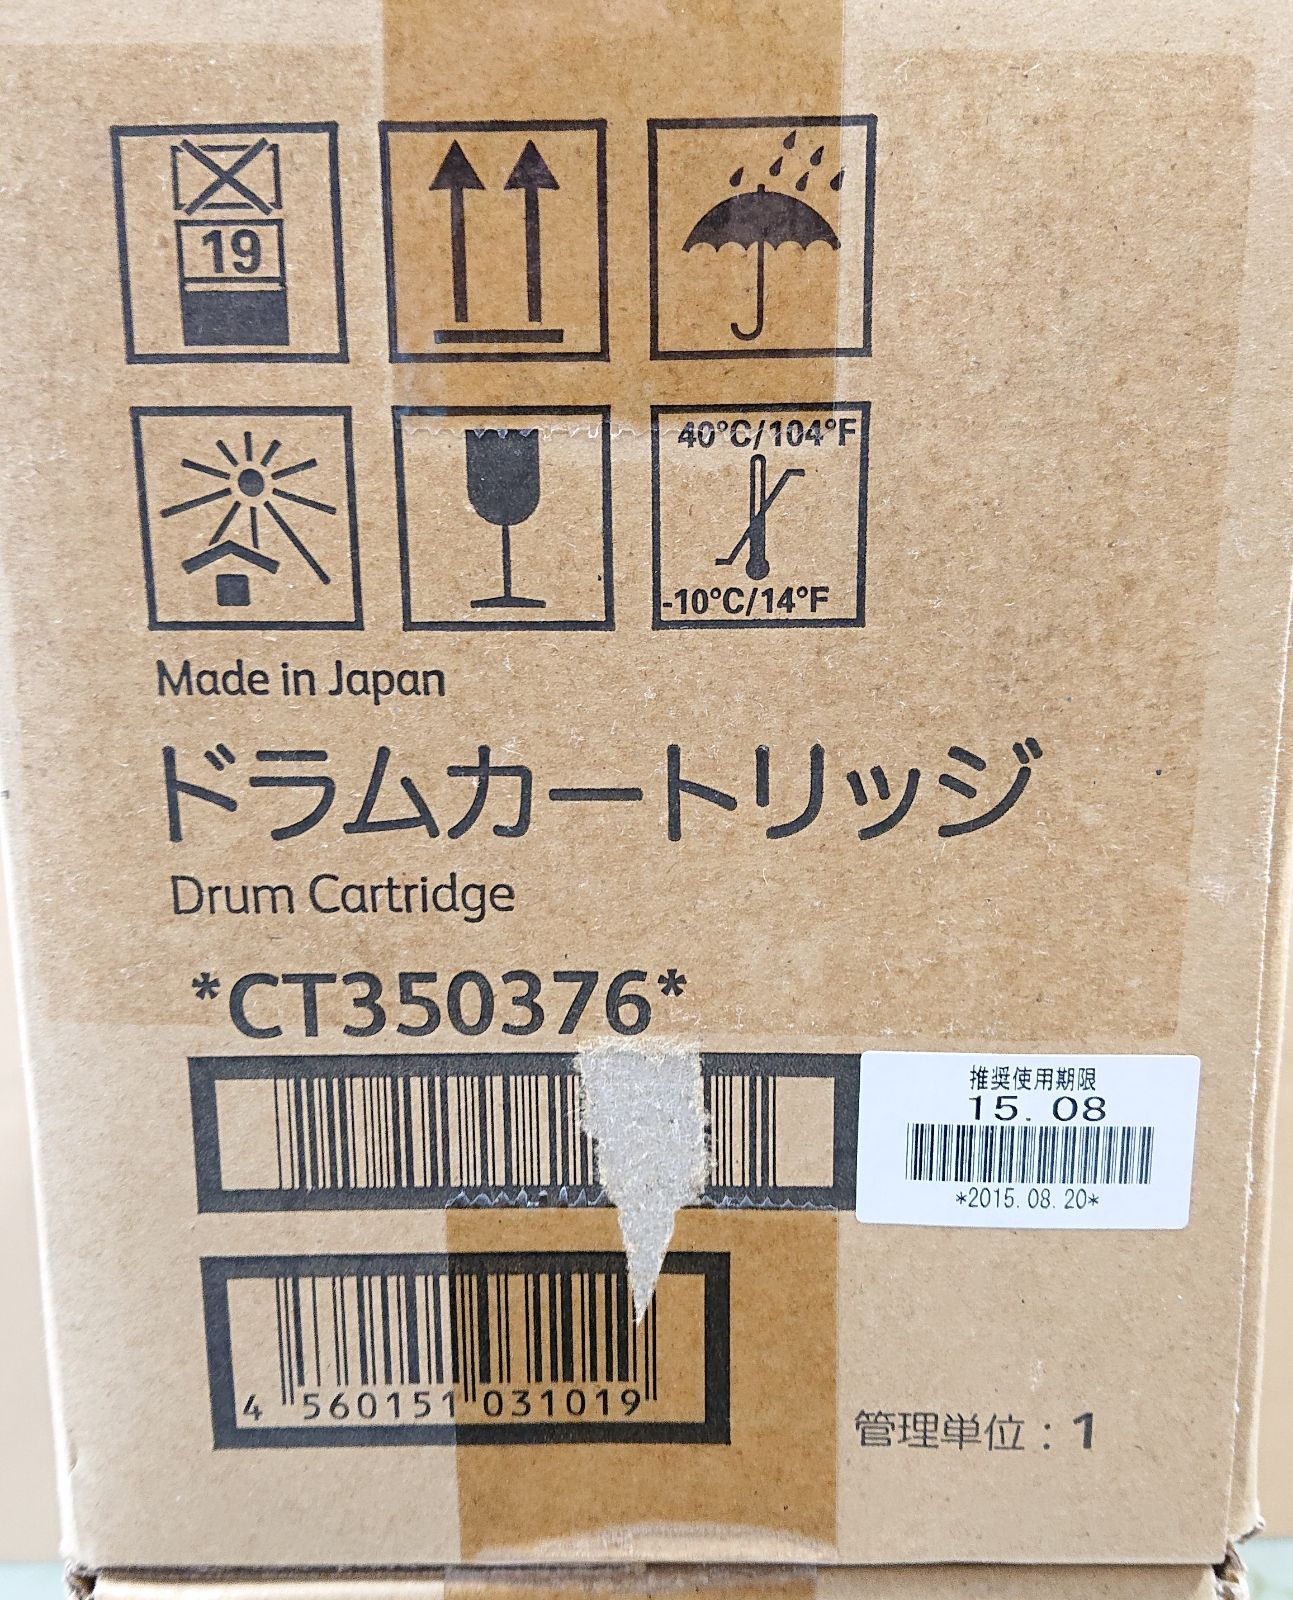 19
40°C/104°F
-10°C/14°F
Made in Japan
ドラムカートリッジ
Drum Cartridge
*CT350376*
推奨使用期限
15. 08
*2015. 08. 20*
4 560151 031019
管理単位：1